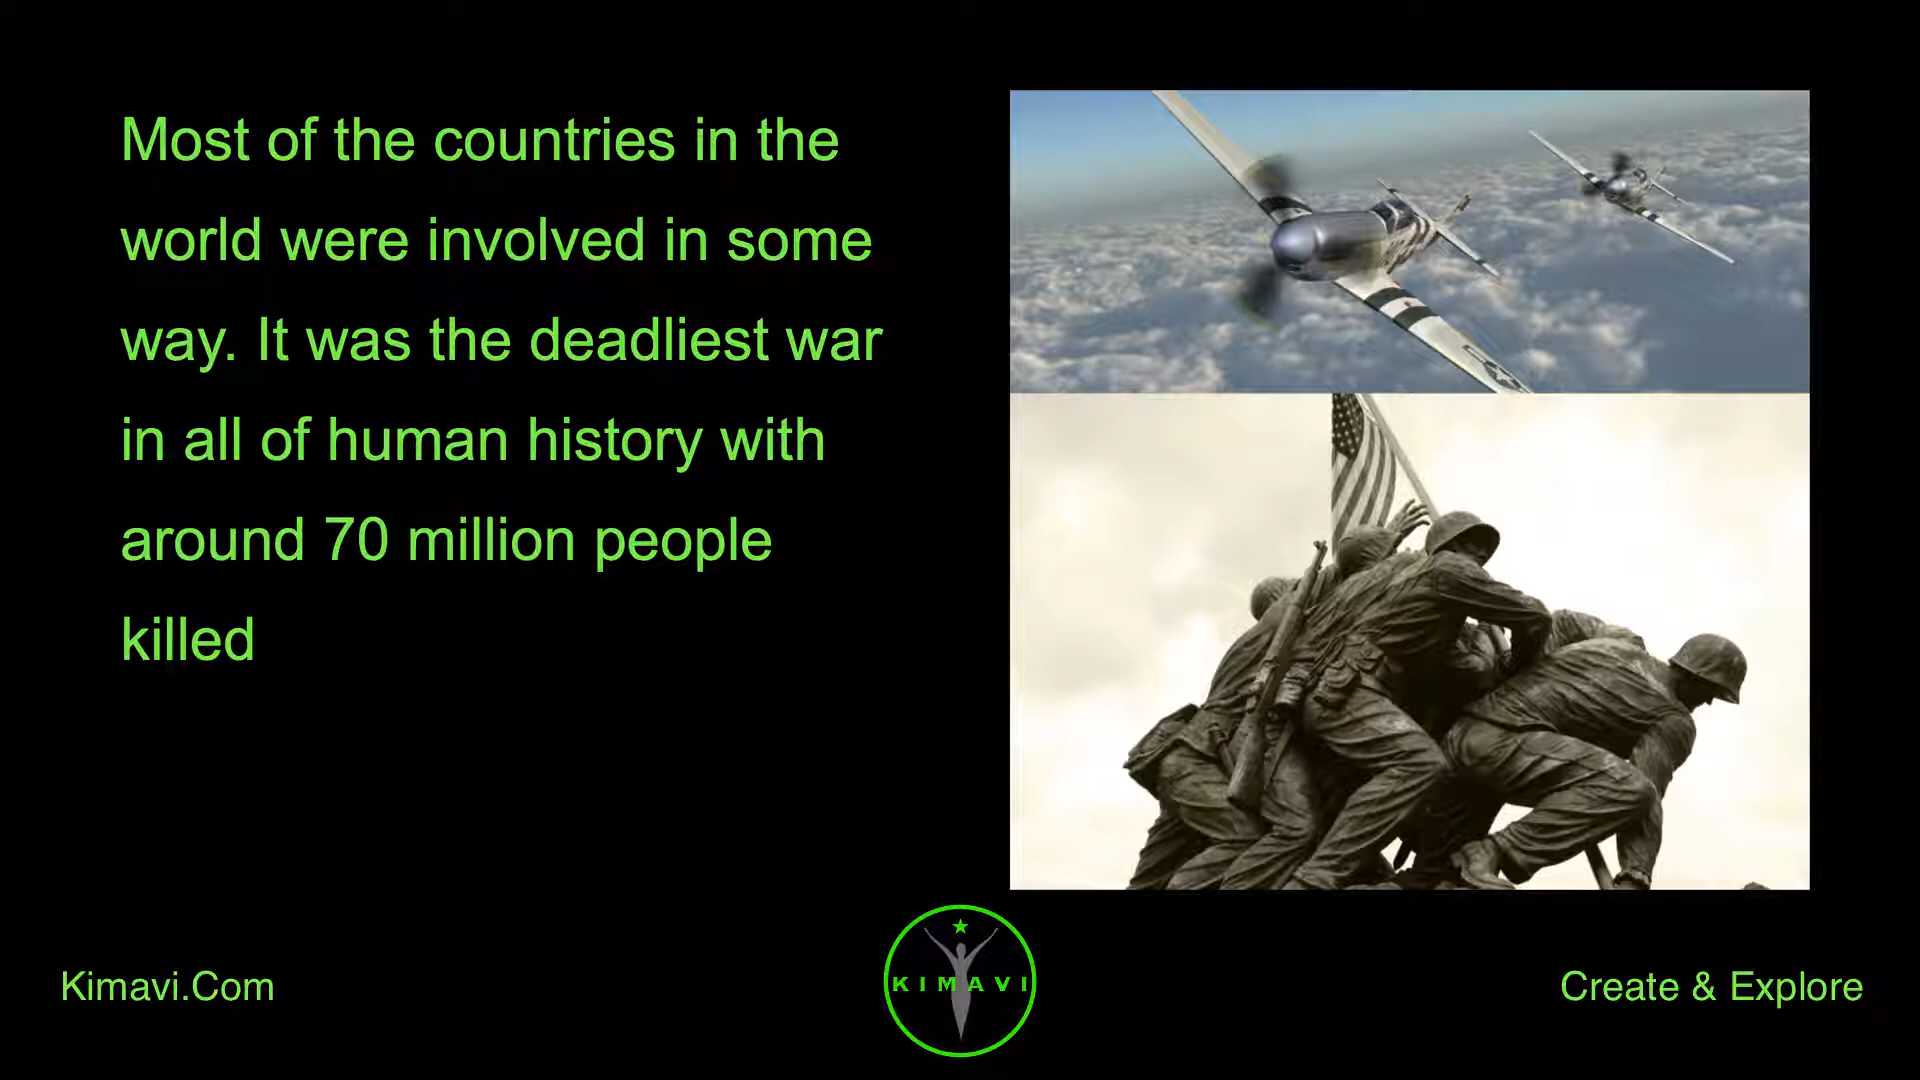 Most of the countries in the
world were involved in some
way. It was the deadliest war
in all of human history with
around 70 million people
killed
Kimavi.Com
KIMAVI
Create & Explore